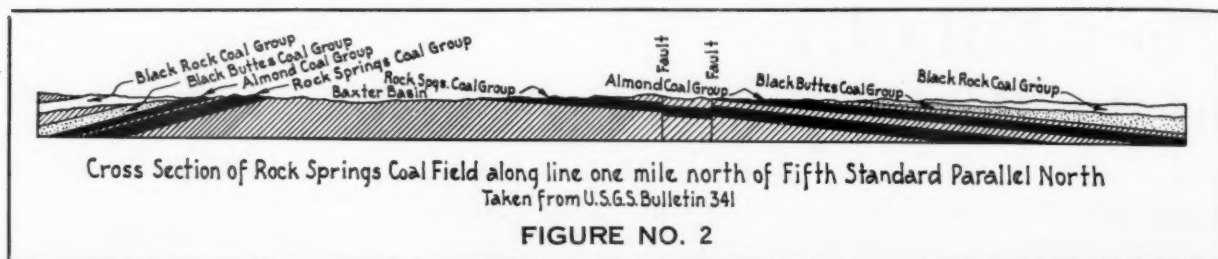 Black Rock Coal Group
Black Buttes Coal Group
Almond Coal Group
Rock Springs Coal Group
Rock Spgs. Coal Group
Baxter Basin
Fault
Fault
Almond Coal Group
Black Buttes Coal Group
Black Rock Coal Group
Cross Section of Rock Springs Coal Field along line one mile north of Fifth Standard Parallel North
Taken from U.S.G.S. Bulletin 341
FIGURE NO. 2